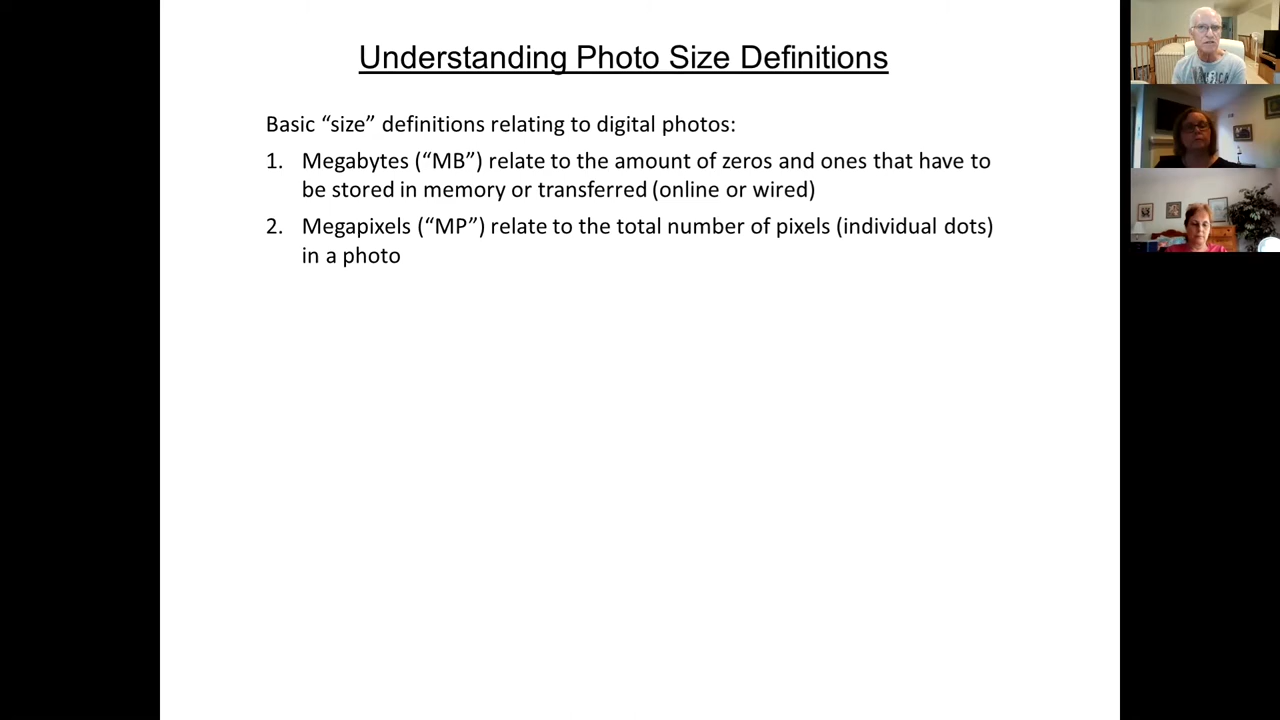 Understanding Photo Size Definitions
Basic “size” definitions relating to digital photos:
1. Megabytes (“MB”) relate to the amount of zeros and ones that have to
be stored in memory or transferred (online or wired)
2. Megapixels (“MP”) relate to the total number of pixels (individual dots)
in a photo